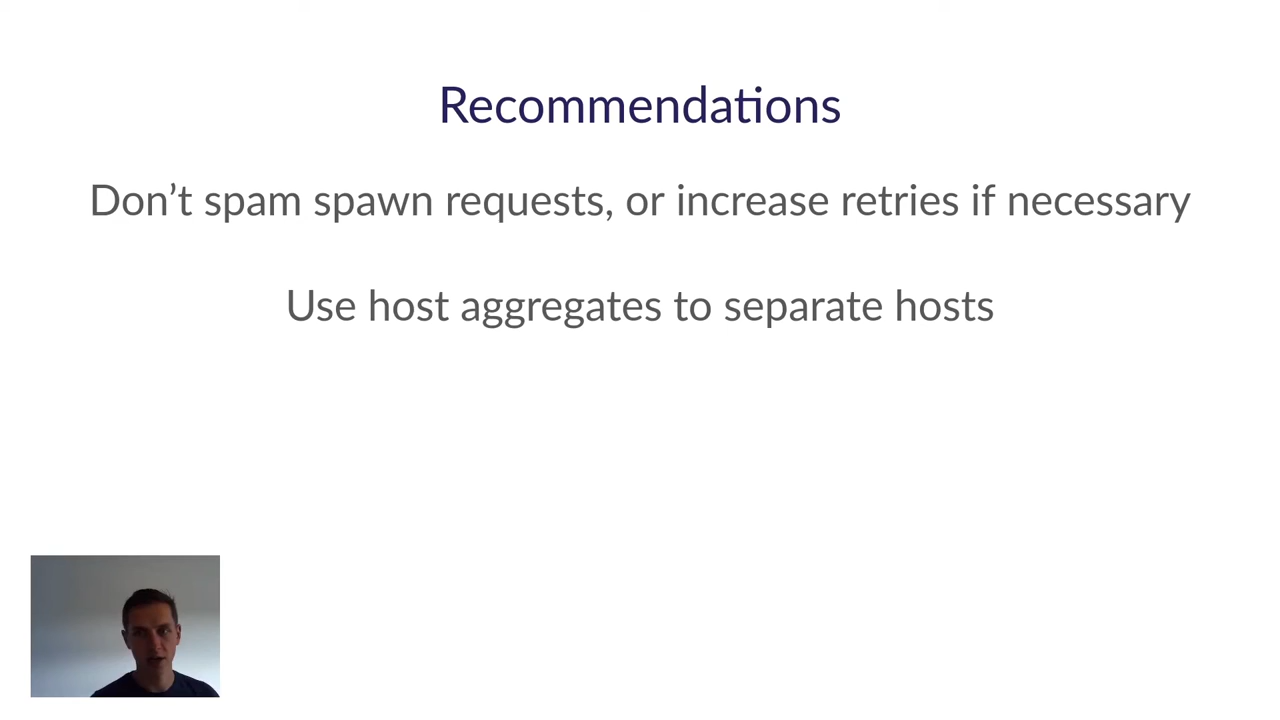 Recommendations
Don’t spam spawn requests, or increase retries if necessary
Use host aggregates to separate hosts